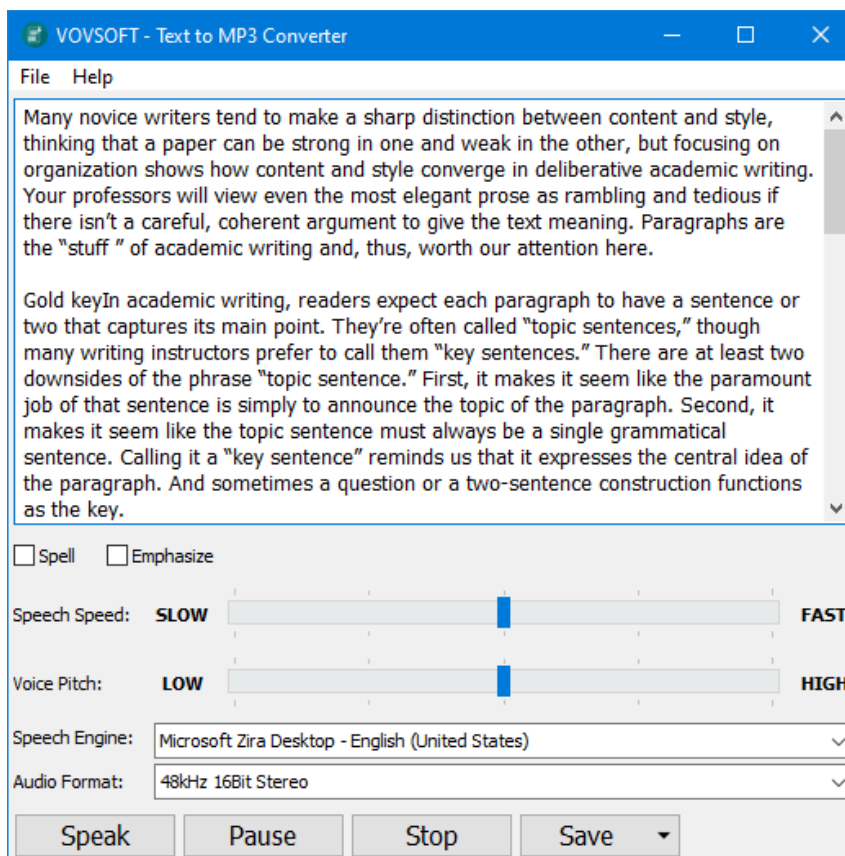 VOVSOFT - Text to MP3 Converter
File Help
Many novice writers tend to make a sharp distinction between content and style,
thinking that a paper can be strong in one and weak in the other, but focusing on
organization shows how content and style converge in deliberative academic writing.
Your professors will view even the most elegant prose as rambling and tedious if
there isn’t a careful, coherent argument to give the text meaning. Paragraphs are
the “stuff ” of academic writing and, thus, worth our attention here.
Gold keyIn academic writing, readers expect each paragraph to have a sentence or
two that captures its main point. They’re often called “topic sentences,” though
many writing instructors prefer to call them “key sentences.” There are at least two
downsides of the phrase “topic sentence.” First, it makes it seem like the paramount
job of that sentence is simply to announce the topic of the paragraph. Second, it
makes it seem like the topic sentence must always be a single grammatical
sentence. Calling it a “key sentence” reminds us that it expresses the central idea of
the paragraph. And sometimes a question or a two-sentence construction functions
as the key.
Spell Emphasize
Speech Speed: SLOW FAST
Voice Pitch: LOW HIGH
Speech Engine: Microsoft Zira Desktop - English (United States)
Audio Format: 48kHz 16Bit Stereo
Speak Pause Stop Save